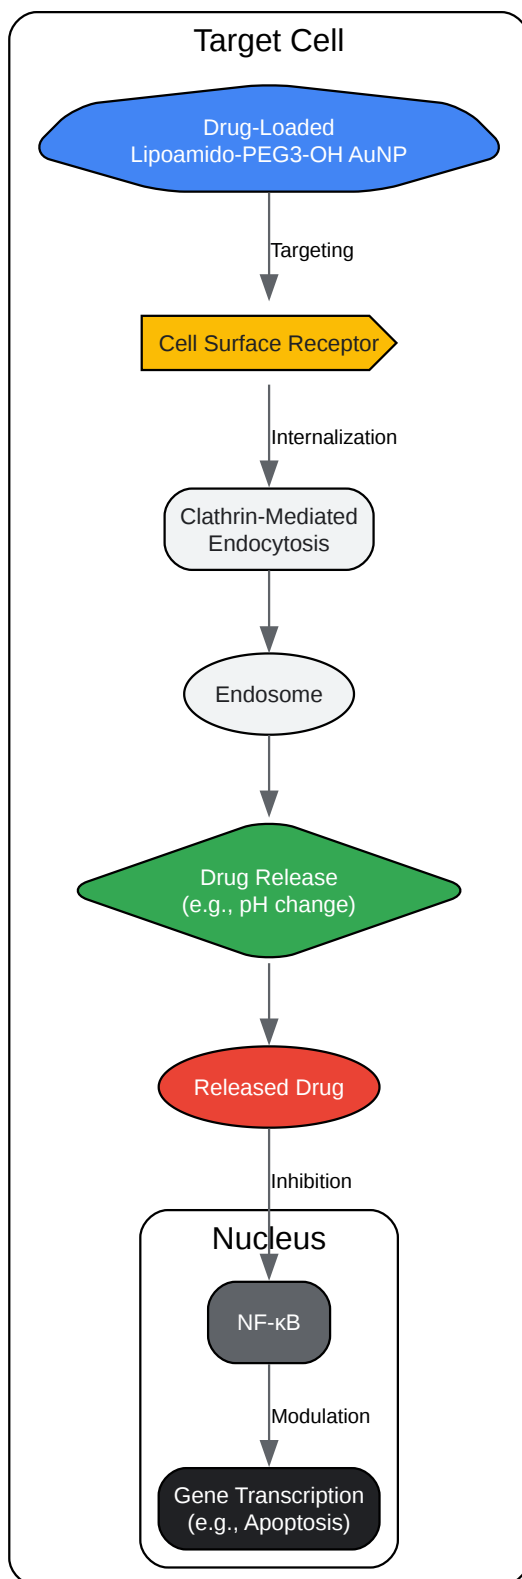 Target Cell
Drug-Loaded
Lipoamido-PEG3-OH AuNP
Targeting
Cell Surface Receptor
Internalization
Clathrin-Mediated
Endocytosis
Endosome
Drug Release
(e.g., pH change)
Released Drug
Inhibition
Nucleus
NF-κB
Modulation
Gene Transcription
(e.g., Apoptosis)